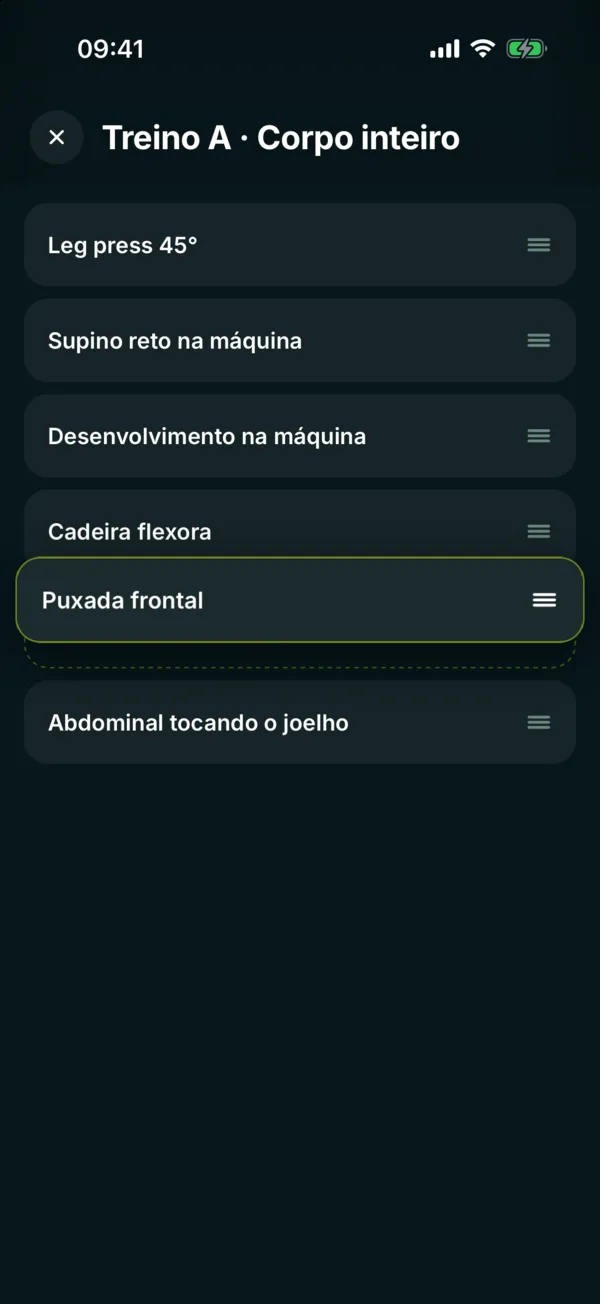 09:41
Treino A · Corpo inteiro
Leg press 45°
Supino reto na máquina
Desenvolvimento na máquina
Cadeira flexora
Puxada frontal
Abdominal tocando o joelho